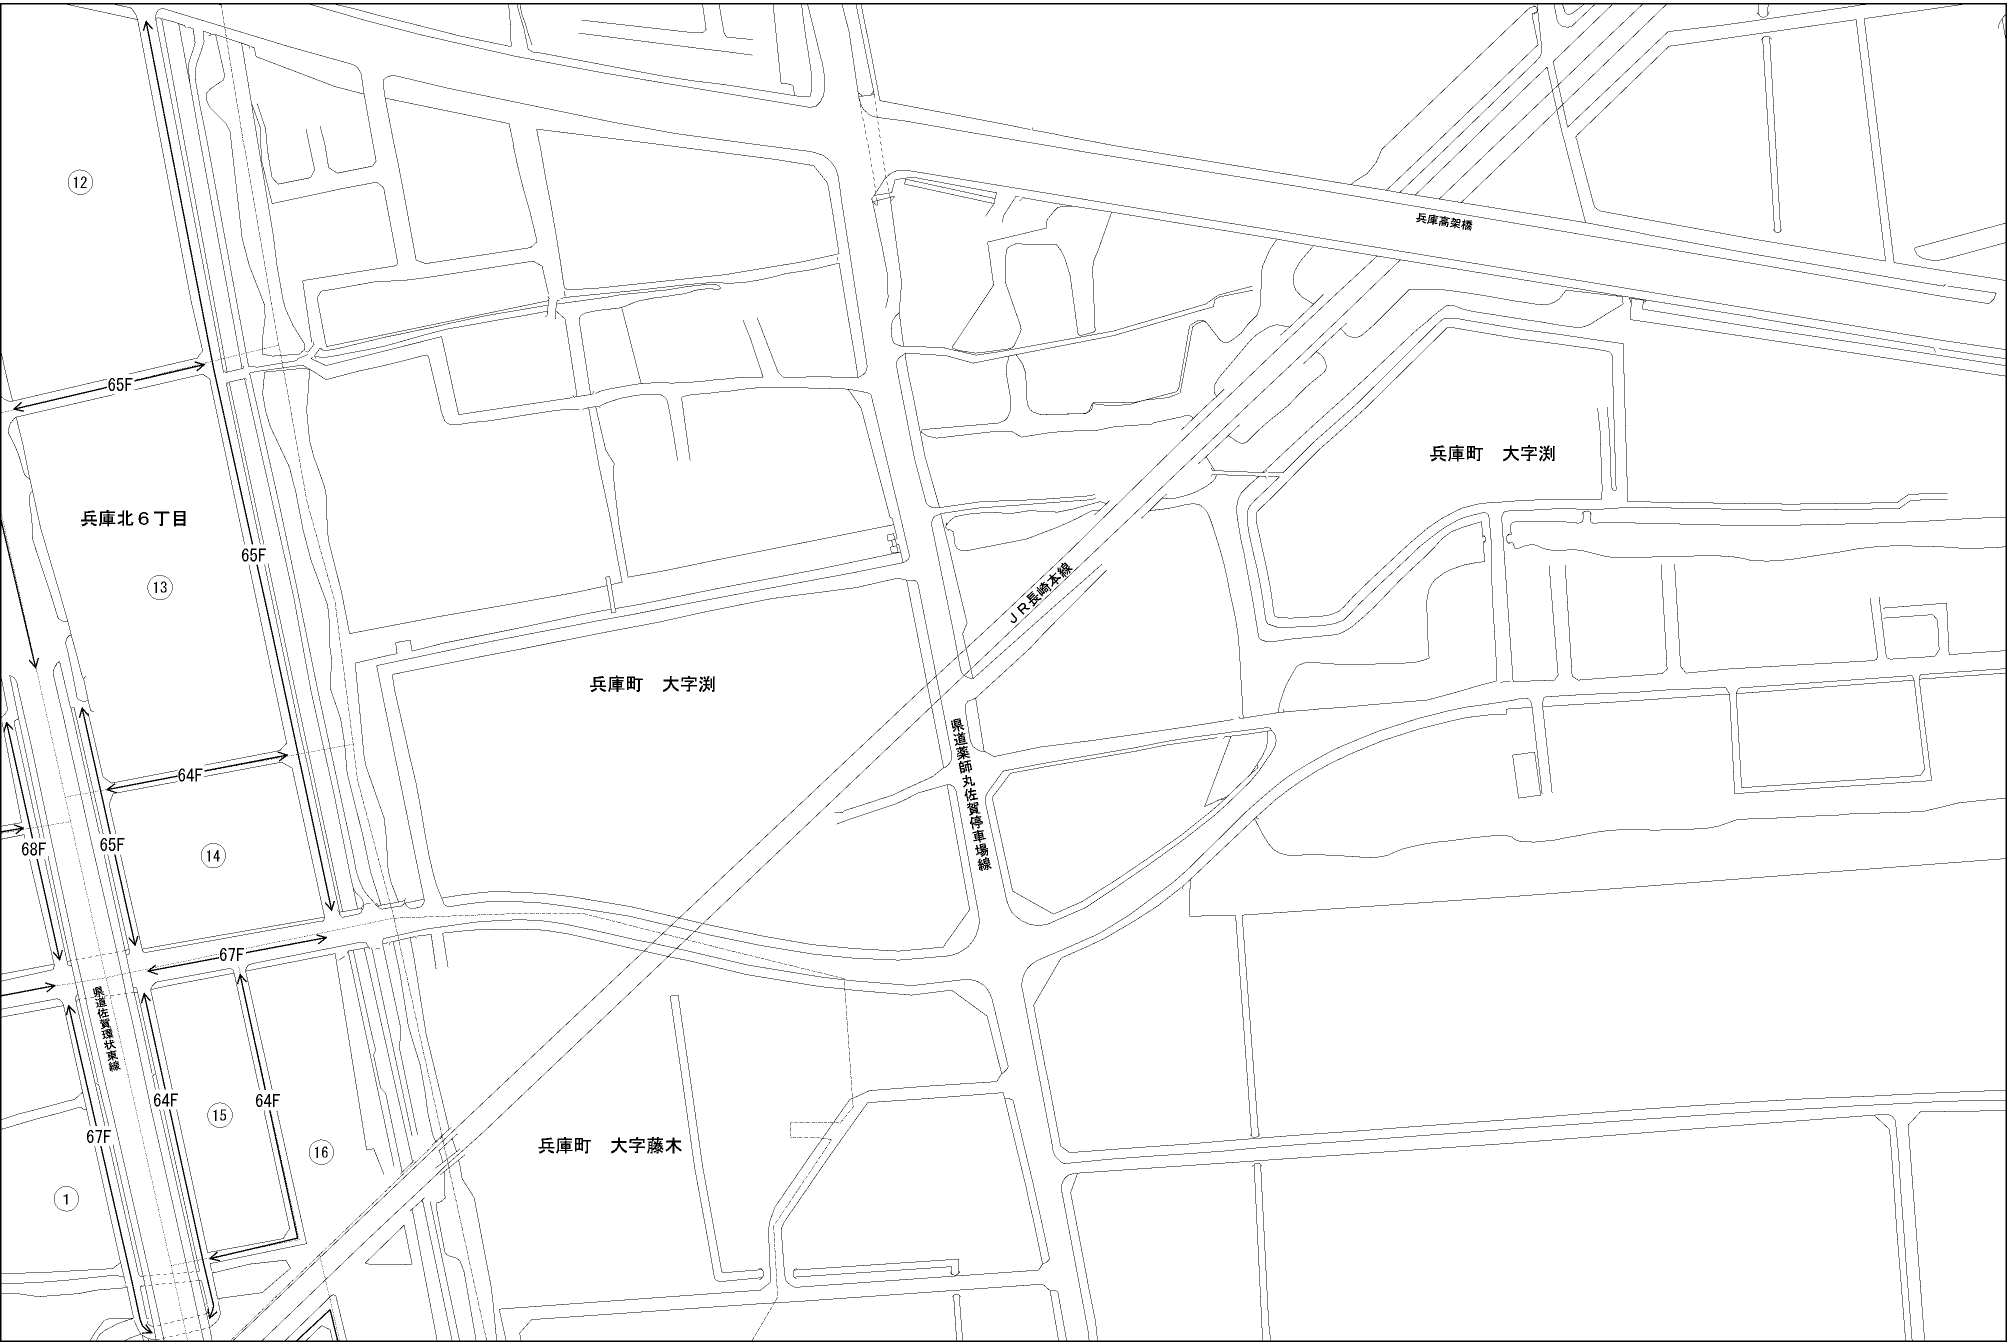 12
兵庫高架橋
65F
兵庫町　大字渕
兵庫北６丁目
65F
13
ＪＲ長崎本線
兵庫町　大字渕
県道薬師丸佐賀停車場線
64F
65F
68F
14
67F
県道佐賀環状東線
64F
64F
15
67F
兵庫町　大字藤木
16
1